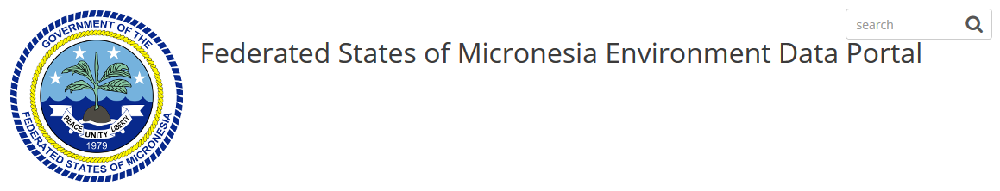 search
GOVERNMENT OF THE
Federated States of Micronesia Environment Data Portal
PEACE UNITY LIBERTY
1979
FEDERATED STATES OF MICRONESIA